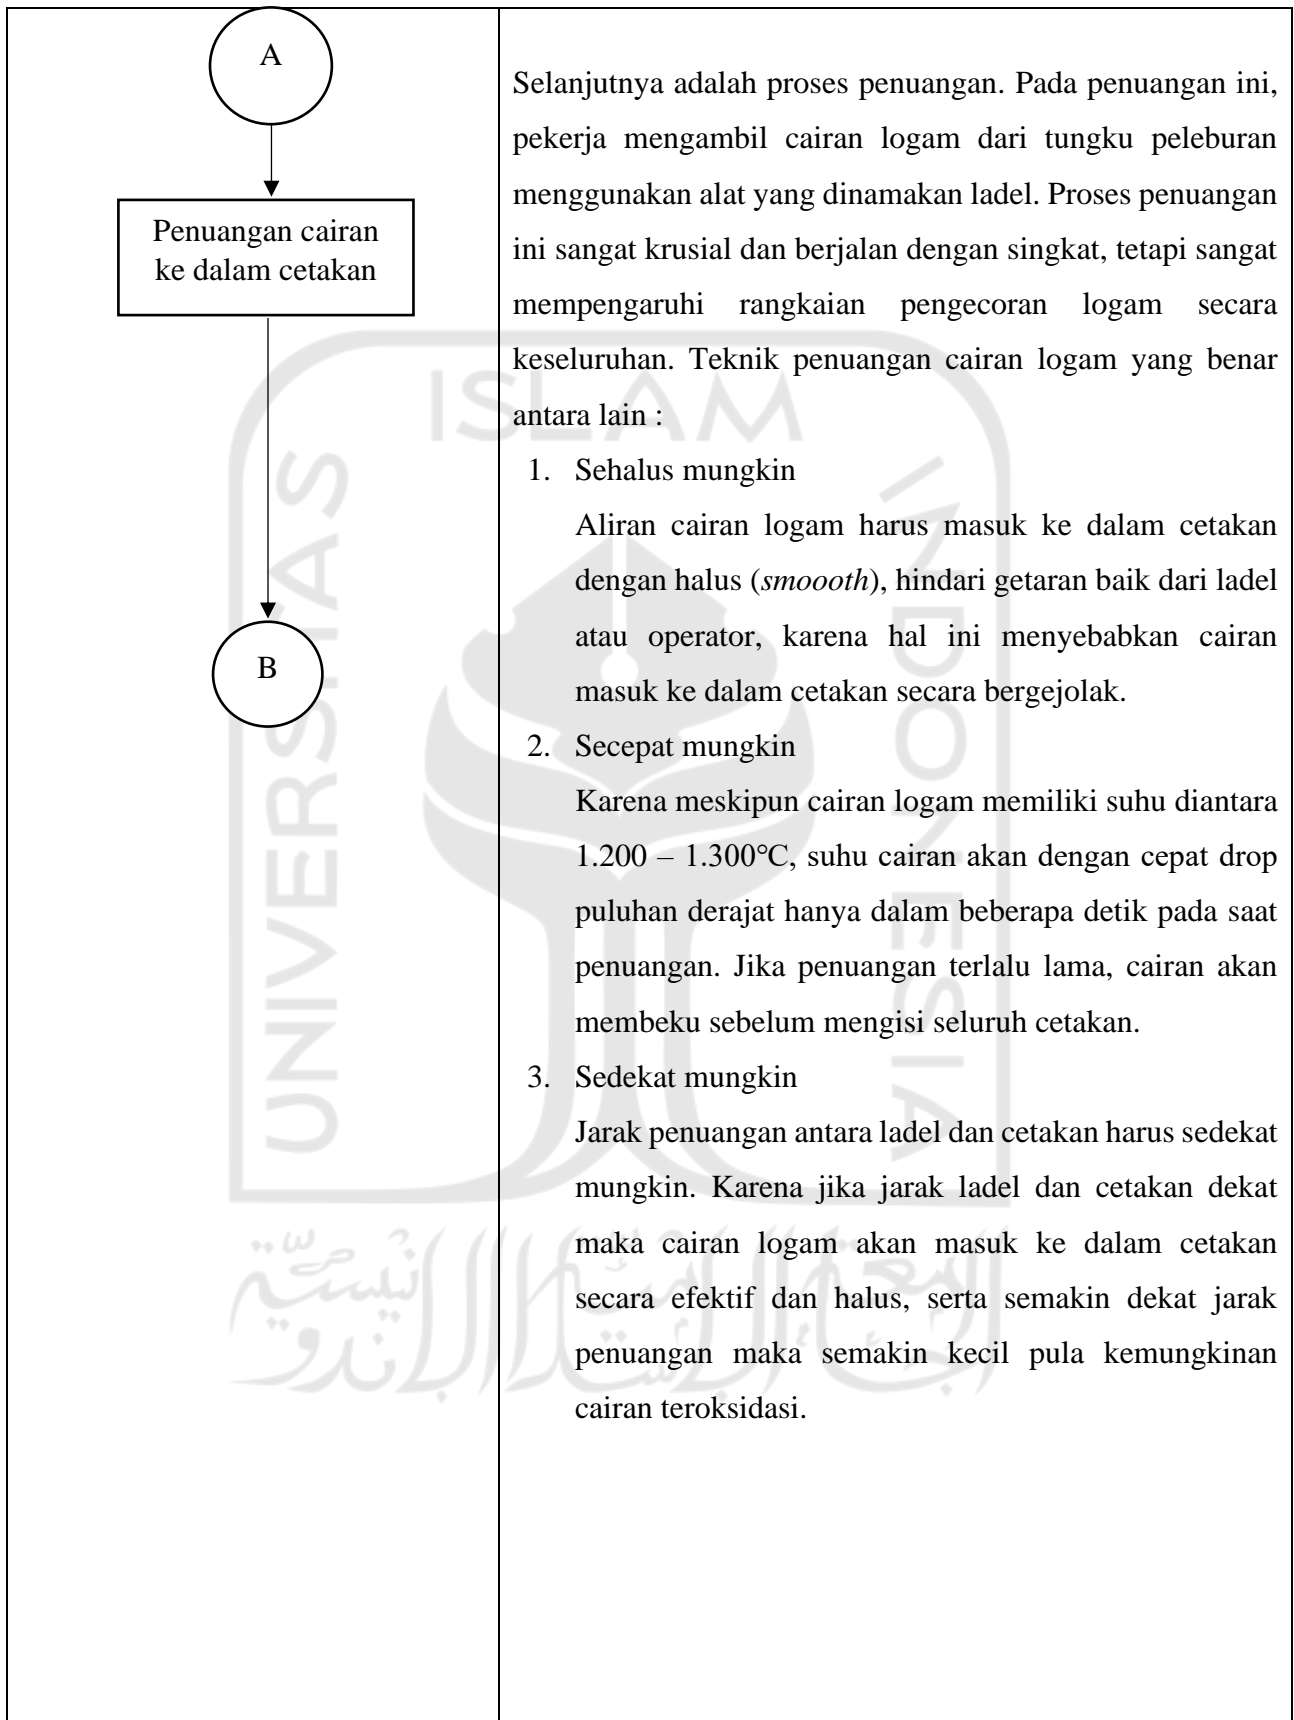 A
Penuangan cairan
ke dalam cetakan
B
Selanjutnya adalah proses penuangan. Pada penuangan ini,
pekerja mengambil cairan logam dari tungku peleburan
menggunakan alat yang dinamakan ladel. Proses penuangan
ini sangat krusial dan berjalan dengan singkat, tetapi sangat
mempengaruhi rangkaian pengecoran logam secara
keseluruhan. Teknik penuangan cairan logam yang benar
antara lain :
1. Sehalus mungkin
Aliran cairan logam harus masuk ke dalam cetakan
dengan halus (smoooth), hindari getaran baik dari ladel
atau operator, karena hal ini menyebabkan cairan
masuk ke dalam cetakan secara bergejolak.
2. Secepat mungkin
Karena meskipun cairan logam memiliki suhu diantara
1.200 – 1.300℃, suhu cairan akan dengan cepat drop
puluhan derajat hanya dalam beberapa detik pada saat
penuangan. Jika penuangan terlalu lama, cairan akan
membeku sebelum mengisi seluruh cetakan.
3. Sedekat mungkin
Jarak penuangan antara ladel dan cetakan harus sedekat
mungkin. Karena jika jarak ladel dan cetakan dekat
maka cairan logam akan masuk ke dalam cetakan
secara efektif dan halus, serta semakin dekat jarak
penuangan maka semakin kecil pula kemungkinan
cairan teroksidasi.
UNIVERSITAS
ISLAM
INDONESIA